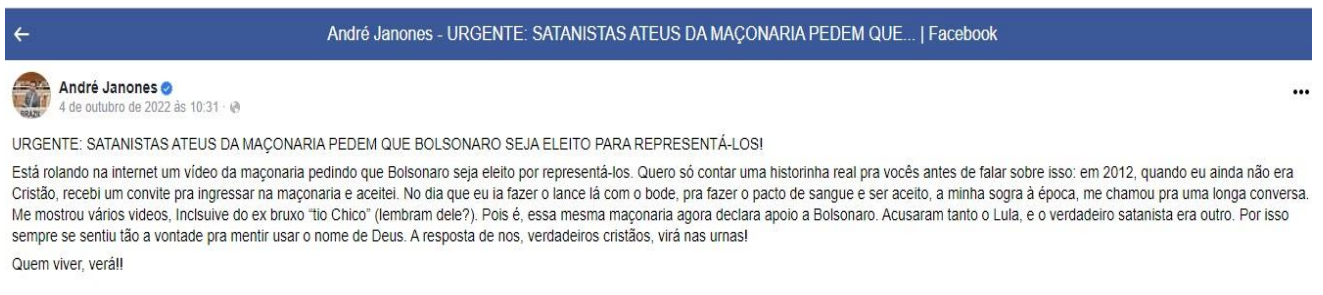 André Janones - URGENTE: SATANISTAS ATEUS DA MAÇONARIA PEDEM QUE... | Facebook
André Janones
4 de outubro de 2022 às 10:31 ·
URGENTE: SATANISTAS ATEUS DA MAÇONARIA PEDEM QUE BOLSONARO SEJA ELEITO PARA REPRESENTÁ-LOS!
Está rolando na internet um vídeo da maçonaria pedindo que Bolsonaro seja eleito por representá-los. Quero só contar uma historinha real pra vocês antes de falar sobre isso: em 2012, quando eu ainda não era
Cristão, recebi um convite pra ingressar na maçonaria e aceitei. No dia que eu ia fazer o lance lá com o bode, pra fazer o pacto de sangue e ser aceito, a minha sogra à época, me chamou pra uma longa conversa.
Me mostrou vários videos, Inclsuive do ex bruxo “tio Chico” (lembram dele?). Pois é, essa mesma maçonaria agora declara apoio a Bolsonaro. Acusaram tanto o Lula, e o verdadeiro satanista era outro. Por isso
sempre se sentiu tão a vontade pra mentir usar o nome de Deus. A resposta de nos, verdadeiros cristãos, virá nas urnas!
Quem viver, verá!!